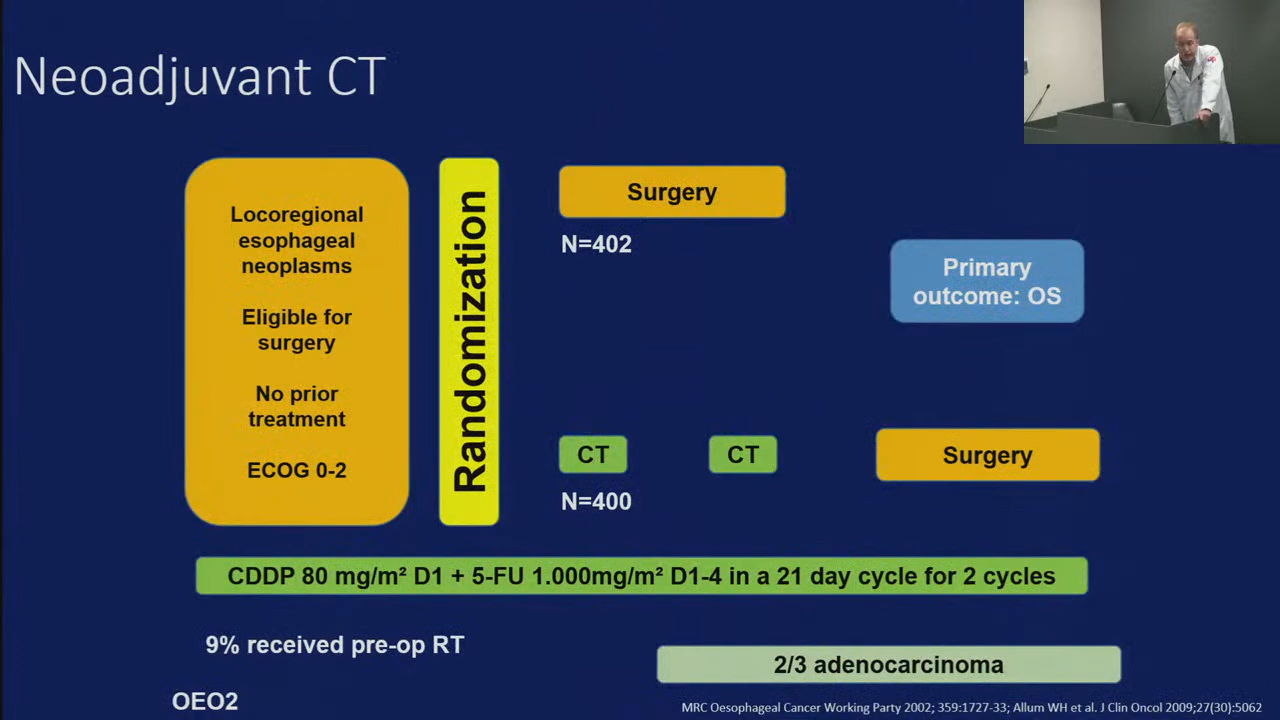 Neoadjuvant CT
Locoregional
esophageal
neoplasms
Eligible for
surgery
No prior
treatment
ECOG 0-2
Randomization
Surgery
N=402
Primary
outcome: OS
CT
CT
Surgery
N=400
CDDP 80 mg/m² D1 + 5-FU 1.000mg/m² D1-4 in a 21 day cycle for 2 cycles
9% received pre-op RT
2/3 adenocarcinoma
OEO2
MRC Oesophageal Cancer Working Party 2002; 359:1727-33; Allum WH et al. J Clin Oncol 2009;27(30):5062